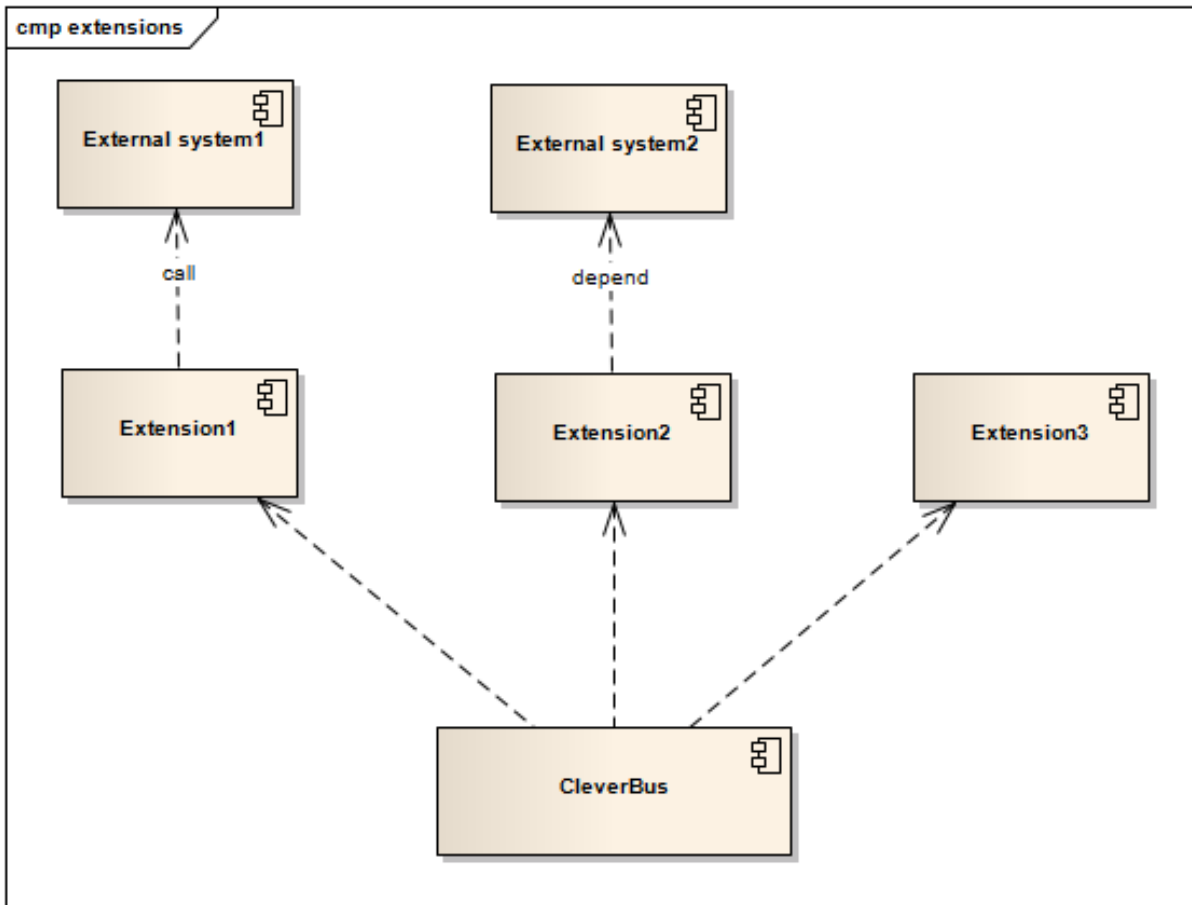 cmp extensions
External system1
External system2
call
depend
Extension1
Extension2
Extension3
CleverBus